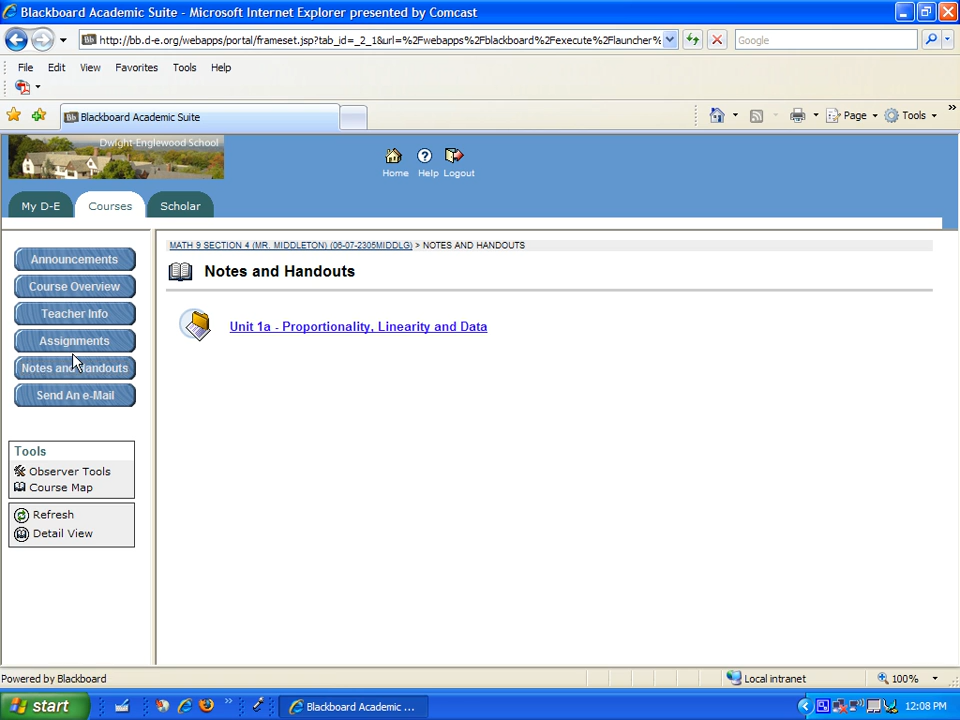 Blackboard Academic Suite - Microsoft Internet Explorer presented by Comcast
http://bb.d-e.org/webapps/portal/frameset.jsp?tab_id=_2_1&url=%2Fwebapps%2Fblackboard%2Fexecute%2Flauncher%
Google
File Edit View Favorites Tools Help
Blackboard Academic Suite
Page Tools
Dwight-Englewood School
Home Help Logout
My D-E Courses Scholar
MATH 9 SECTION 4 (MR. MIDDLETON) (06-07-2305MIDDLG) > NOTES AND HANDOUTS
Notes and Handouts
Unit 1a - Proportionality, Linearity and Data
Announcements
Course Overview
Teacher Info
Assignments
Notes and Handouts
Send An e-Mail
Tools
Observer Tools
Course Map
Refresh
Detail View
Powered by Blackboard
Local intranet
100%
start
Blackboard Academic ...
12:08 PM